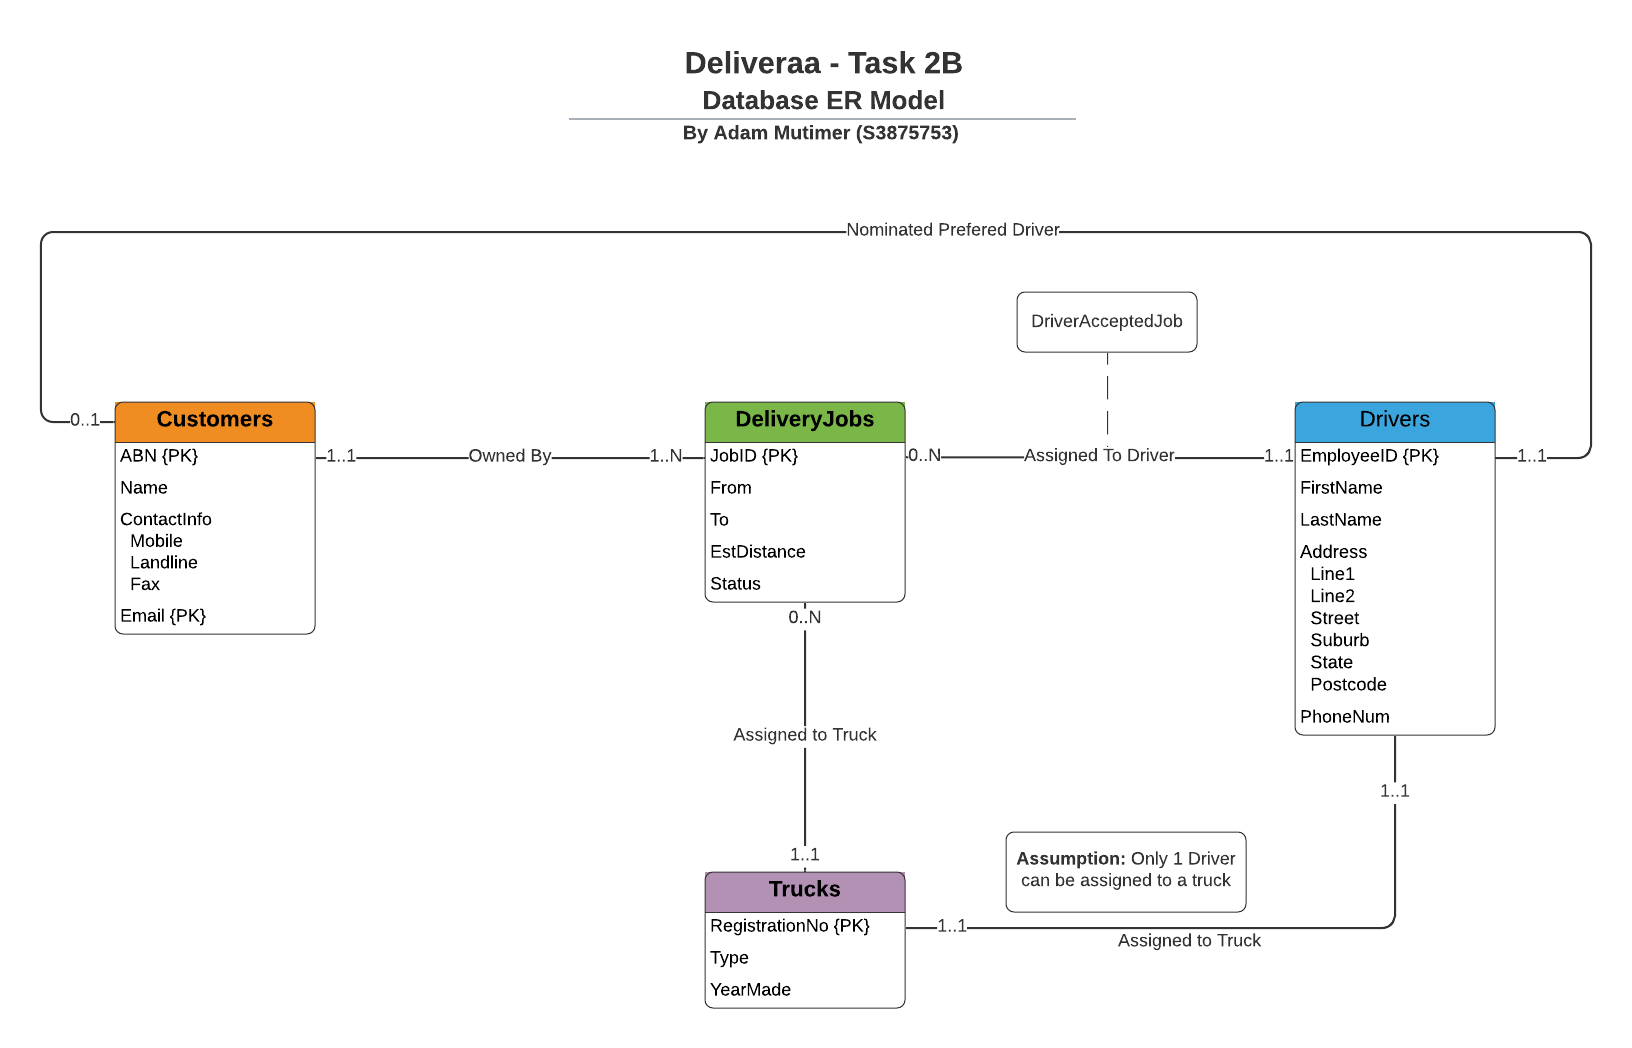 Deliveraa - Task 2B
Database ER Model
By Adam Mutimer (S3875753)
Nominated Prefered Driver
DriverAcceptedJob
0..1
Customers
ABN {PK}
Name
ContactInfo
Mobile
Landline
Fax
Email {PK}
1..1
Owned By
1..N
DeliveryJobs
JobID {PK}
From
To
EstDistance
Status
0..N
Assigned To Driver
1..1
Drivers
EmployeeID {PK}
FirstName
LastName
Address
Line1
Line2
Street
Suburb
State
Postcode
PhoneNum
1..1
0..N
Assigned to Truck
1..1
1..1
Assumption: Only 1 Driver
can be assigned to a truck
Trucks
RegistrationNo {PK}
Type
YearMade
1..1
Assigned to Truck